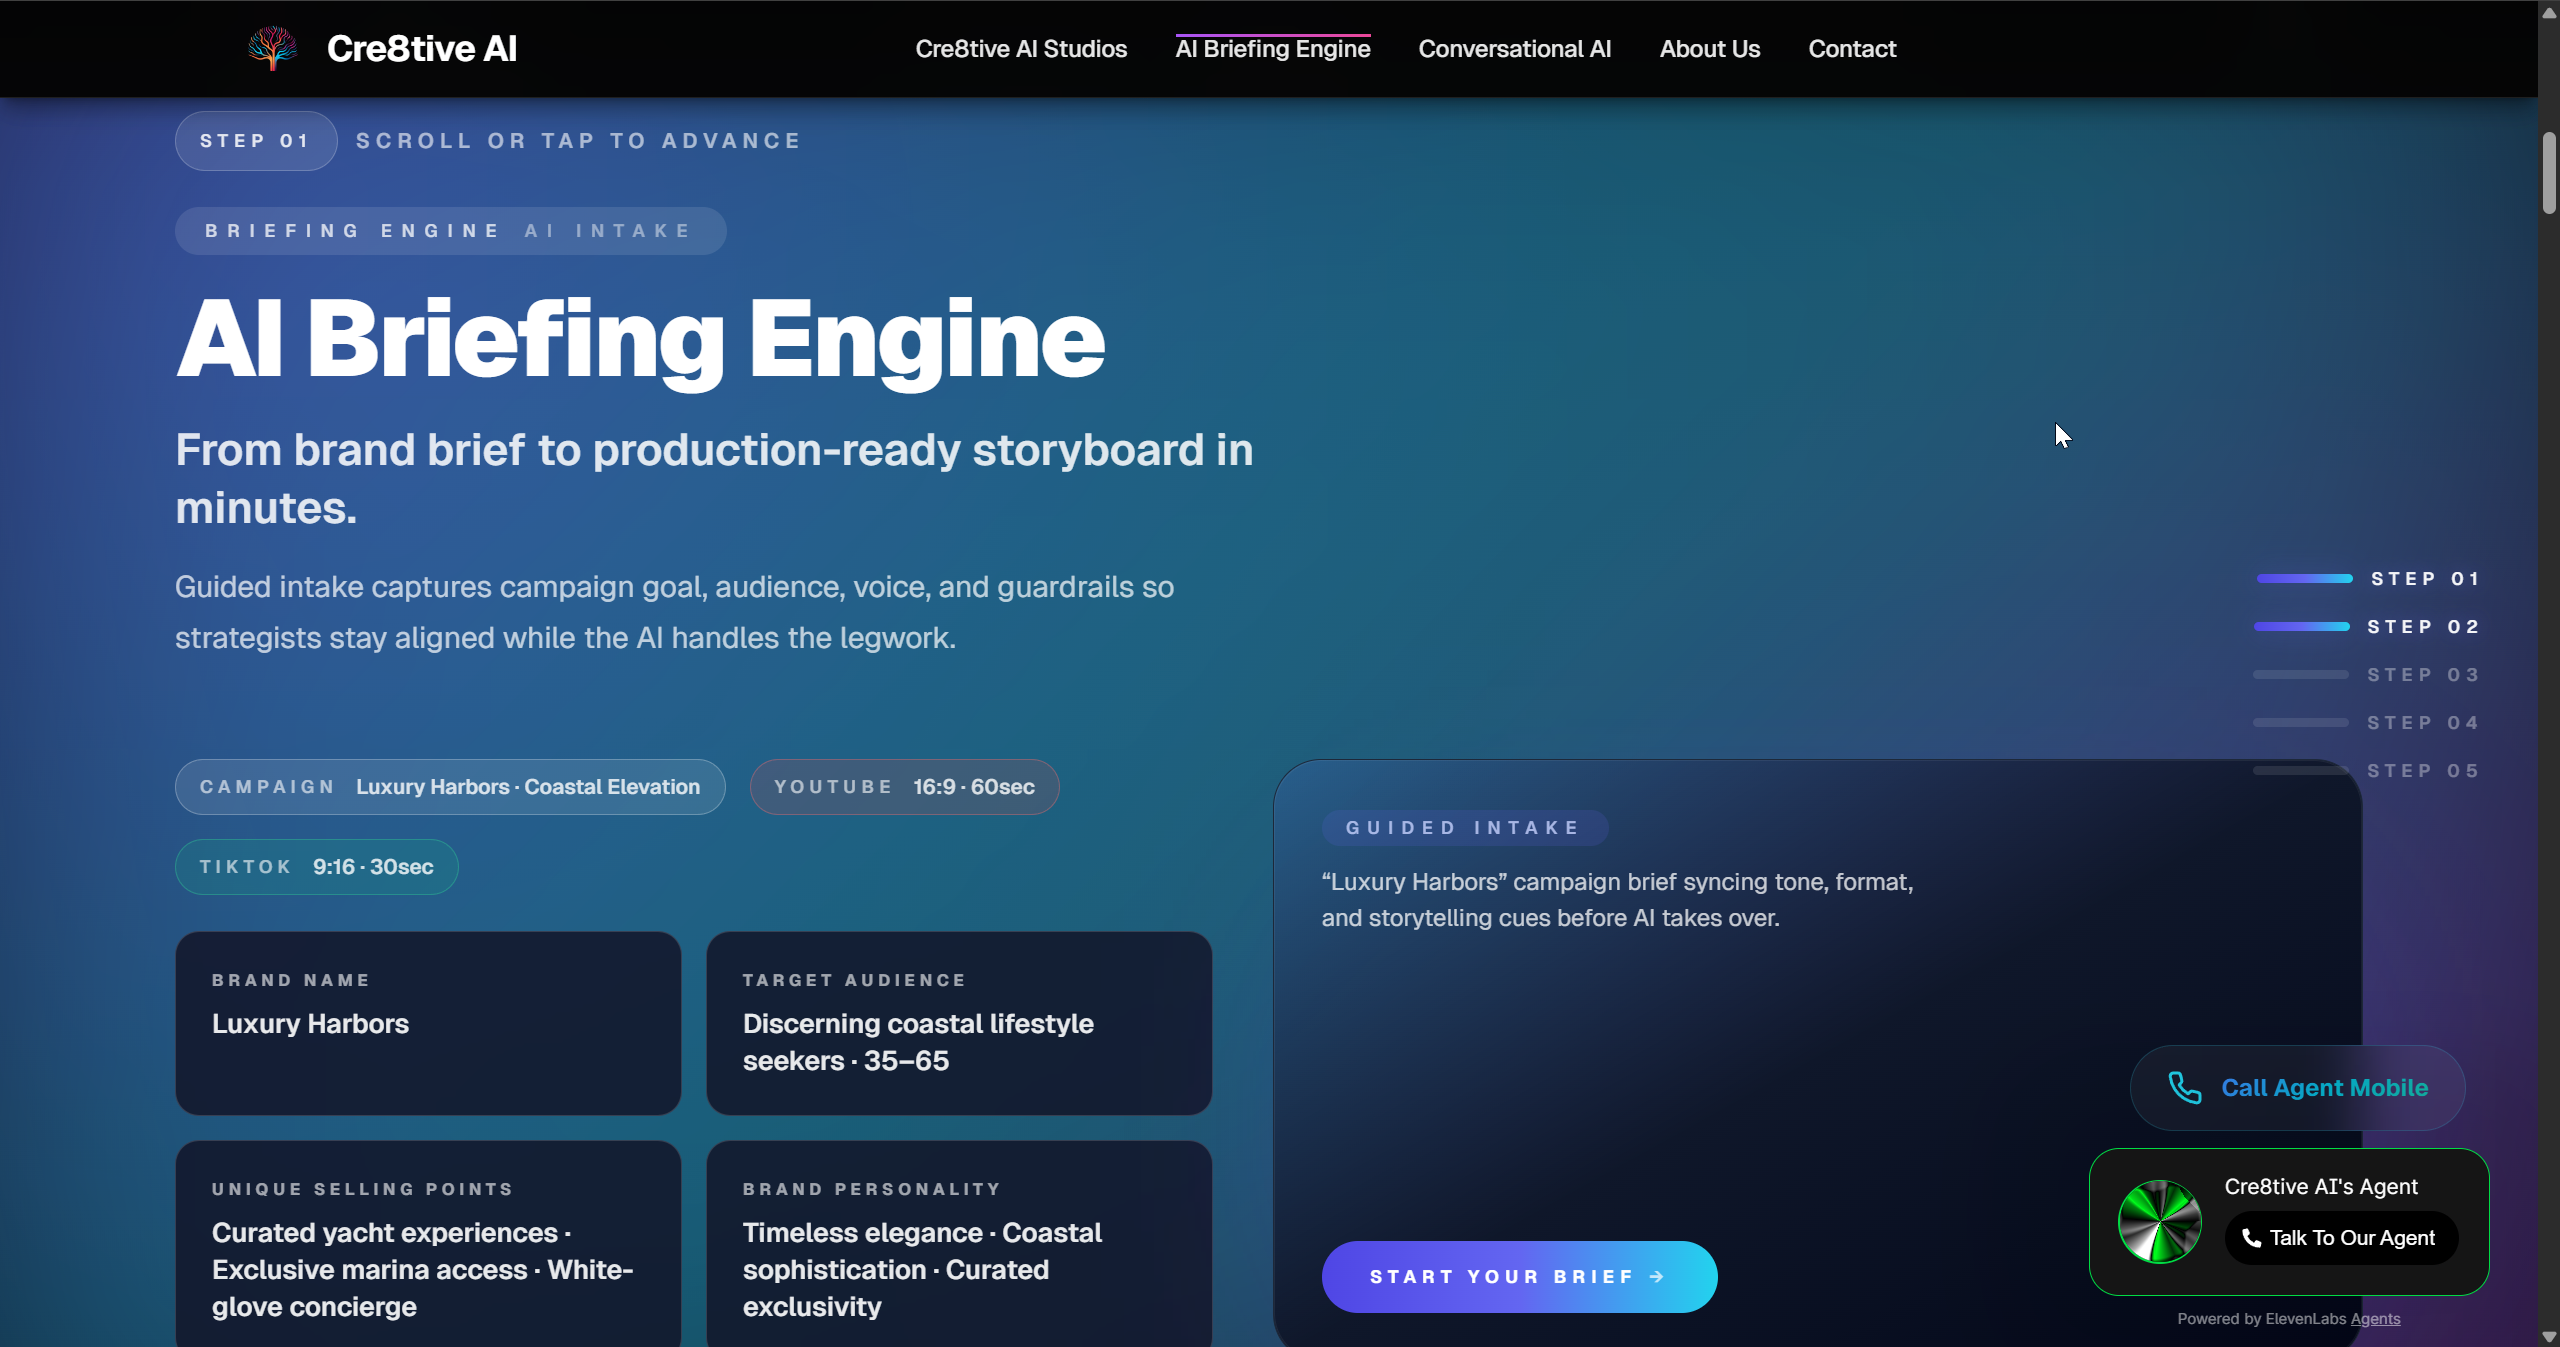 Cre8tive AI
Cre8tive AI Studios
AI Briefing Engine
Conversational AI
About Us
Contact
STEP 01
SCROLL OR TAP TO ADVANCE
BRIEFING ENGINE AI INTAKE
AI Briefing Engine
From brand brief to production-ready storyboard in
minutes.
Guided intake captures campaign goal, audience, voice, and guardrails so
strategists stay aligned while the AI handles the legwork.
STEP 01
STEP 02
STEP 03
STEP 04
STEP 05
CAMPAIGN Luxury Harbors · Coastal Elevation
YOUTUBE 16:9 · 60sec
TIKTOK 9:16 · 30sec
BRAND NAME
Luxury Harbors
TARGET AUDIENCE
Discerning coastal lifestyle
seekers · 35–65
UNIQUE SELLING POINTS
Curated yacht experiences ·
Exclusive marina access · White-
glove concierge
BRAND PERSONALITY
Timeless elegance · Coastal
sophistication · Curated
exclusivity
GUIDED INTAKE
“Luxury Harbors” campaign brief syncing tone, format,
and storytelling cues before AI takes over.
START YOUR BRIEF →
Call Agent Mobile
Cre8tive AI's Agent
Talk To Our Agent
Powered by ElevenLabs Agents